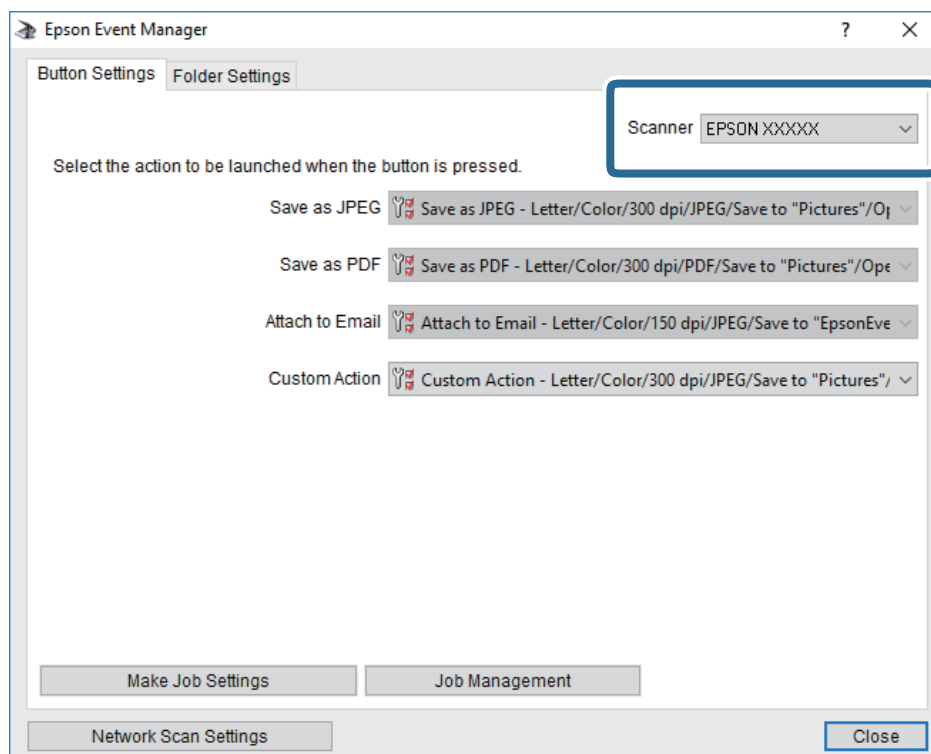 Epson Event Manager ?
Button Settings Folder Settings
Scanner EPSON XXXXX
Select the action to be launched when the button is pressed.
Save as JPEG Save as JPEG - Letter/Color/300 dpi/JPEG/Save to "Pictures"/Op
Save as PDF Save as PDF - Letter/Color/300 dpi/PDF/Save to "Pictures"/Ope
Attach to Email Attach to Email - Letter/Color/150 dpi/JPEG/Save to "EpsonEve
Custom Action Custom Action - Letter/Color/300 dpi/JPEG/Save to "Pictures"/
Make Job Settings Job Management
Network Scan Settings Close